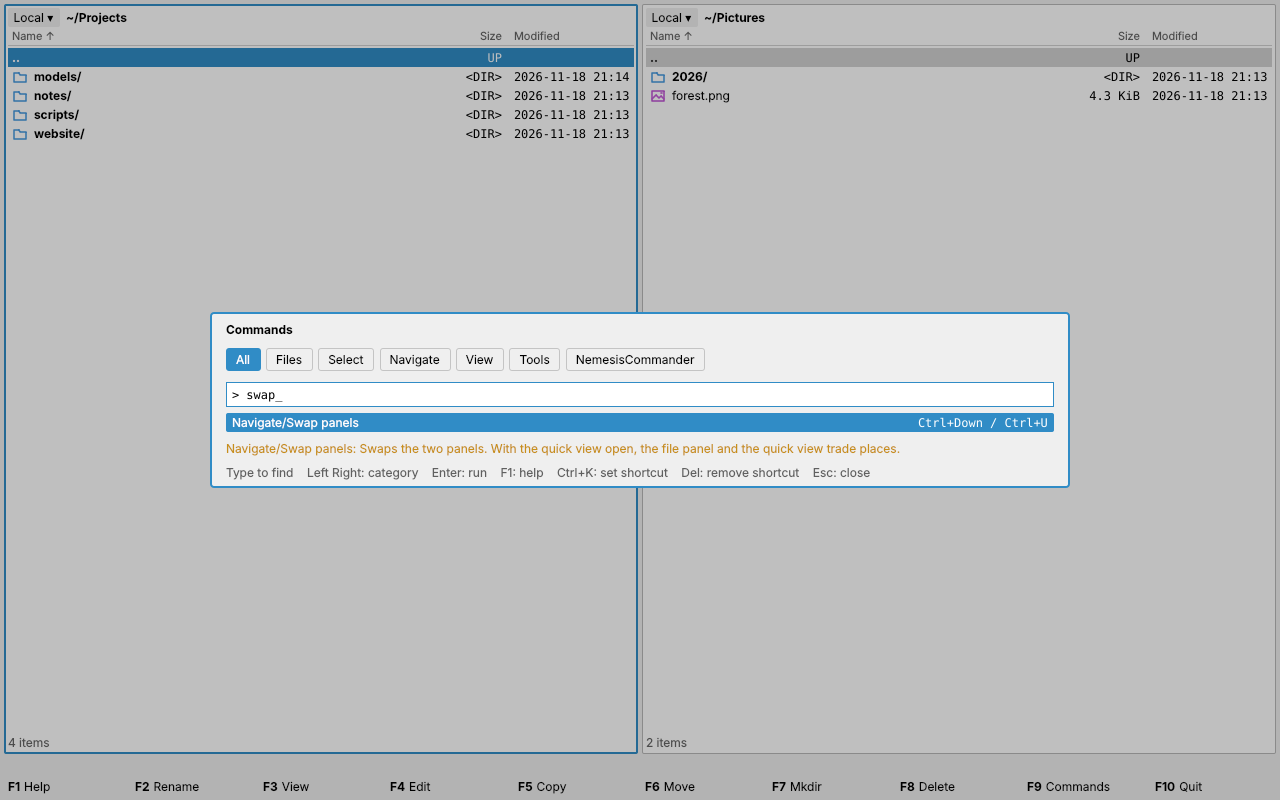 Local ▾ ~/Projects
Name ↑ Size Modified
.. UP
models/ <DIR> 2026-11-18 21:14
notes/ <DIR> 2026-11-18 21:13
scripts/ <DIR> 2026-11-18 21:13
website/ <DIR> 2026-11-18 21:13
4 items
Local ▾ ~/Pictures
Name ↑ Size Modified
.. UP
2026/ <DIR> 2026-11-18 21:13
forest.png 4.3 KiB 2026-11-18 21:13
2 items
Commands
All Files Select Navigate View Tools NemesisCommander
> swap_
Navigate/Swap panels Ctrl+Down / Ctrl+U
Navigate/Swap panels: Swaps the two panels. With the quick view open, the file panel and the quick view trade places.
Type to find Left Right: category Enter: run F1: help Ctrl+K: set shortcut Del: remove shortcut Esc: close
F1 Help F2 Rename F3 View F4 Edit F5 Copy F6 Move F7 Mkdir F8 Delete F9 Commands F10 Quit